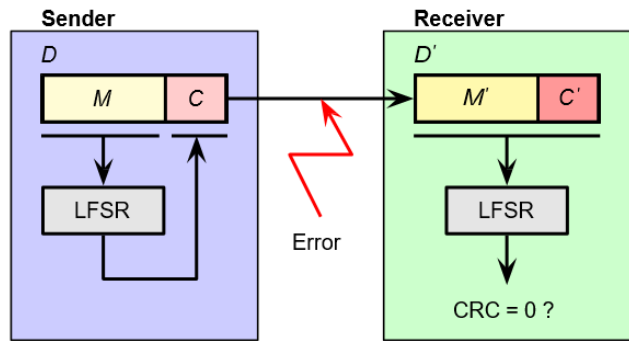 Sender
Receiver
D
D'
M
C
M'
C'
LFSR
LFSR
Error
CRC = 0 ?